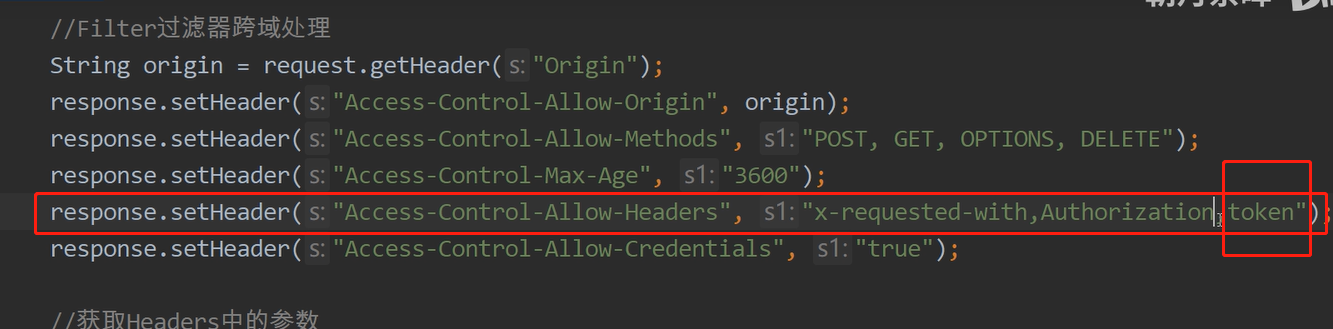 //Filter过滤器跨域处理
String origin = request.getHeader( s: "Origin");
response.setHeader( s: "Access-Control-Allow-Origin", origin);
response.setHeader( s: "Access-Control-Allow-Methods", s1: "POST, GET, OPTIONS, DELETE");
response.setHeader( s: "Access-Control-Max-Age", s1: "3600");
response.setHeader( s: "Access-Control-Allow-Headers", s1: "x-requested-with,Authorization,token");
response.setHeader( s: "Access-Control-Allow-Credentials", s1: "true");
//获取Headers中的参数